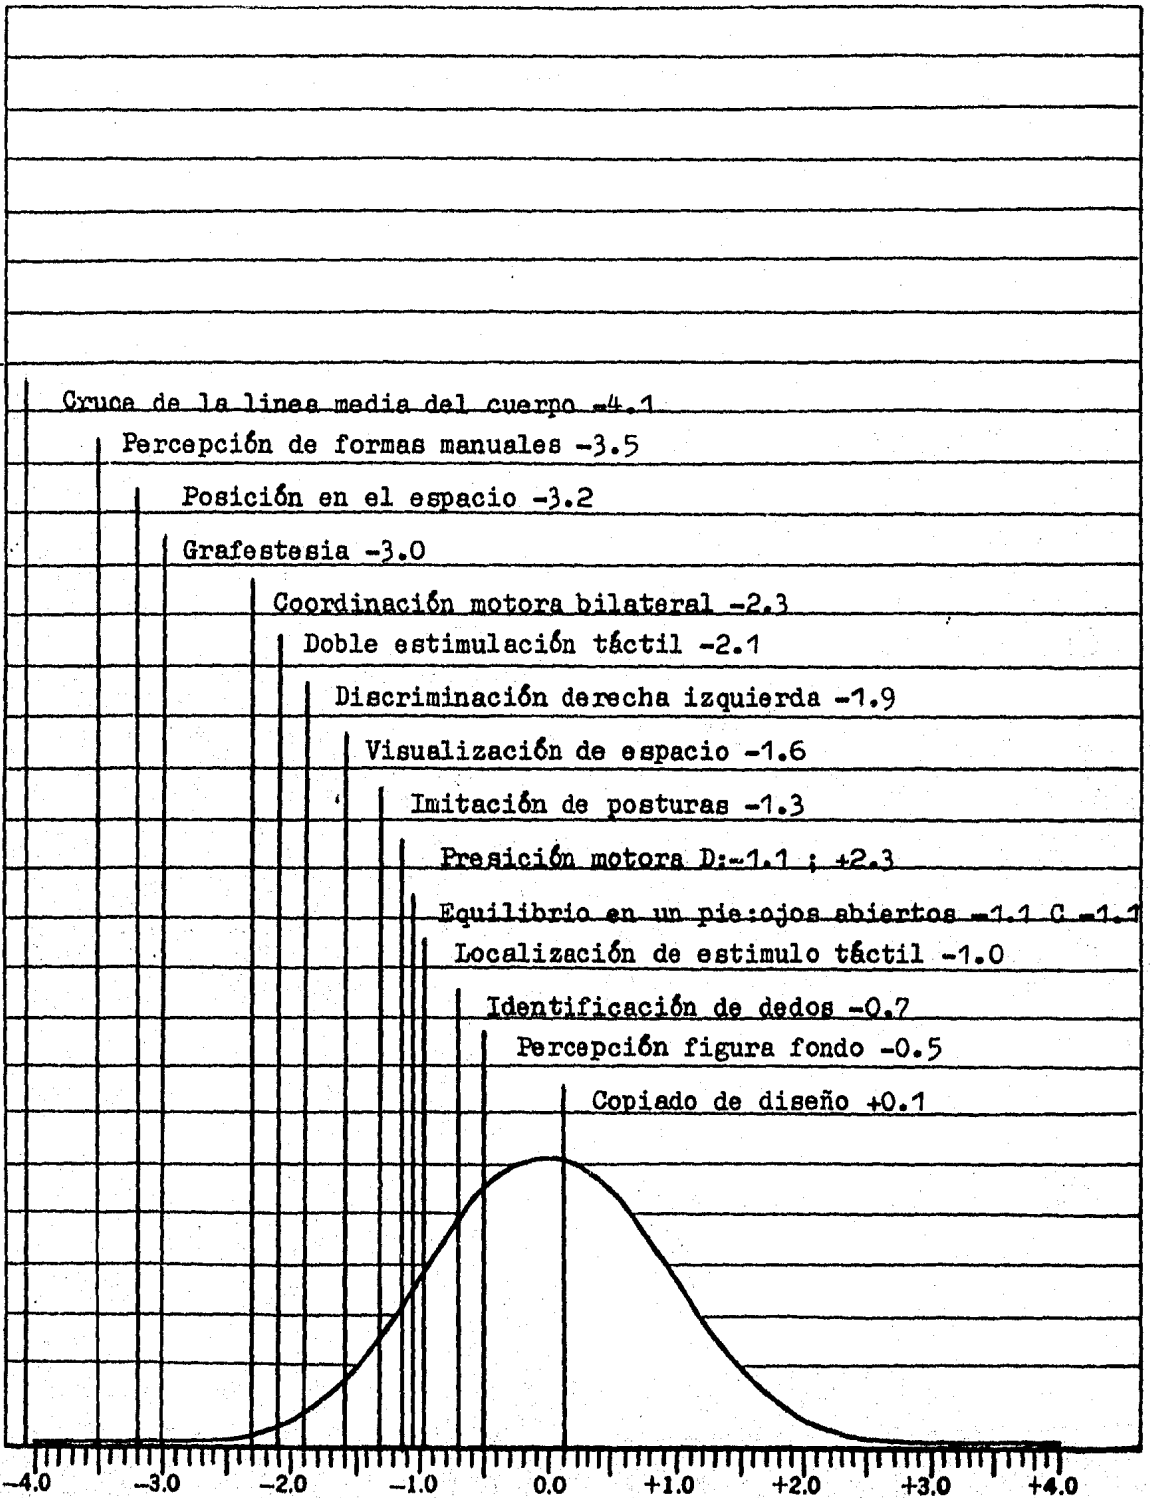 Cruce de la linea media del cuerpo -4.1
Percepción de formas manuales -3.5
Posición en el espacio -3.2
Grafestesia -3.0
Coordinación motora bilateral -2.3
Doble estimulación táctil -2.1
Discriminación derecha izquierda -1.9
Visualización de espacio -1.6
Imitación de posturas -1.3
Presición motora D:-1.1 ; +2.3
Equilibrio en un pie:ojos abiertos -1.1 C -1.1
Localización de estimulo táctil -1.0
Identificación de dedos -0.7
Percepción figura fondo -0.5
Copiado de diseño +0.1
-4.0 -3.0 -2.0 -1.0 0.0 +1.0 +2.0 +3.0 +4.0